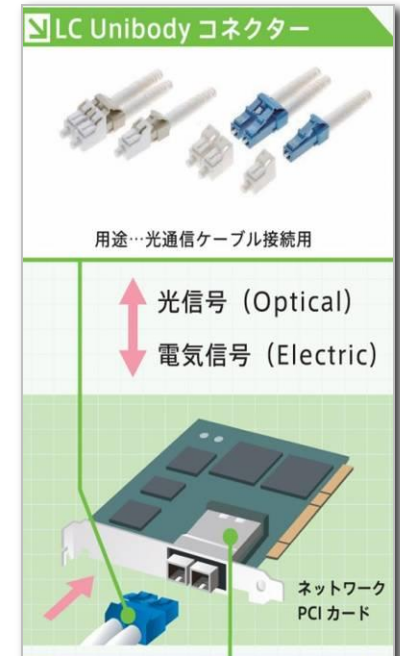 LC Unibody コネクター
用途…光通信ケーブル接続用
光信号（Optical）
電気信号（Electric）
ネットワーク
PCI カード